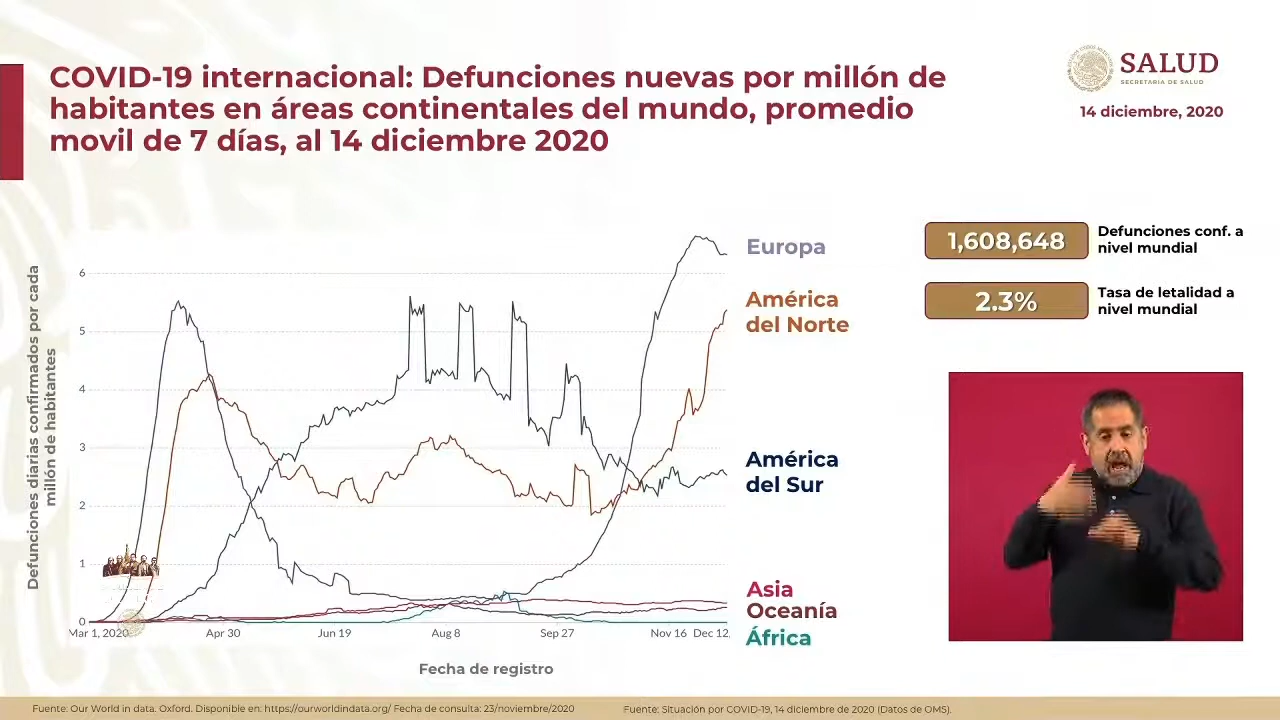 COVID-19 internacional: Defunciones nuevas por millón de
habitantes en áreas continentales del mundo, promedio
movil de 7 días, al 14 diciembre 2020
SALUD
SECRETARÍA DE SALUD
14 diciembre, 2020
1,608,648
Defunciones conf. a
nivel mundial
2.3%
Tasa de letalidad a
nivel mundial
Defunciones diarias confirmados por cada
millón de habitantes
6
5
4
3
2
1
0
Mar 1, 2020
Apr 30
Jun 19
Aug 8
Sep 27
Nov 16
Dec 12,
Fecha de registro
Europa
América
del Norte
América
del Sur
Asia
Oceanía
África
Fuente: Our World in data. Oxford. Disponible en: https://ourworldindata.org/ Fecha de consulta: 23/noviembre/2020
Fuente: Situación por COVID-19, 14 diciembre de 2020 (Datos de OMS).